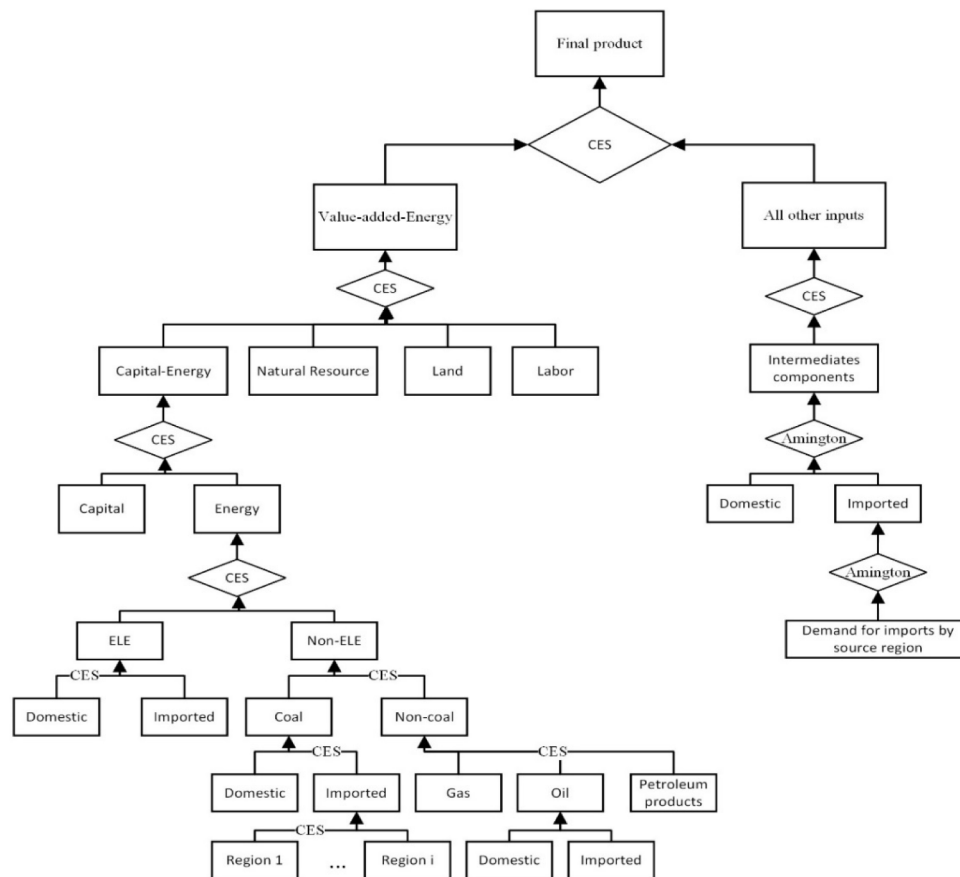 Final product
CES
Value-added-Energy
All other inputs
CES
CES
Capital-Energy
Natural Resource
Land
Labor
Intermediates
components
CES
Amington
Capital
Energy
Domestic
Imported
CES
Amington
ELE
Non-ELE
Demand for imports by
source region
CES
CES
Domestic
Imported
Coal
Non-coal
CES
CES
Domestic
Imported
Gas
Oil
Petroleum
products
CES
Region 1
...
Region i
Domestic
Imported